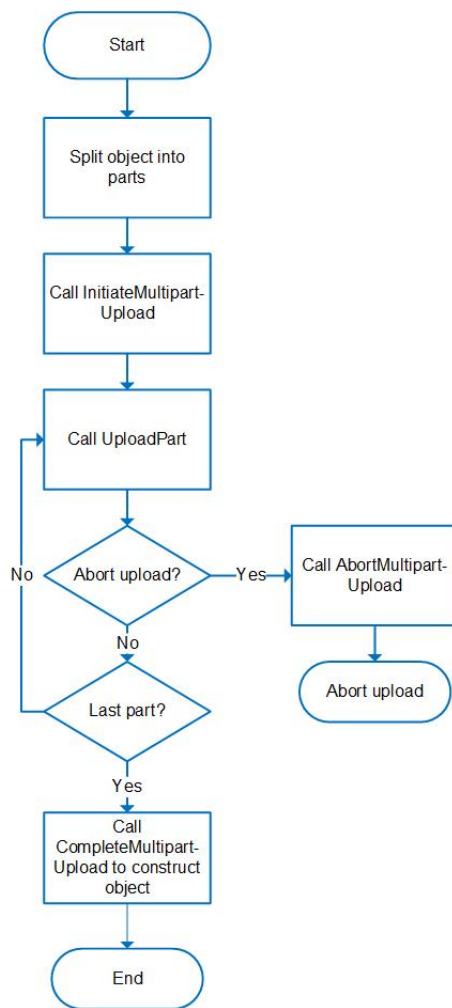 Start
Split object into
parts
Call InitiateMultipart-
Upload
Call UploadPart
Abort upload?
Yes
Call AbortMultipart-
Upload
No
No
Abort upload
Last part?
Yes
Call
CompleteMultipart-
Upload to construct
object
End